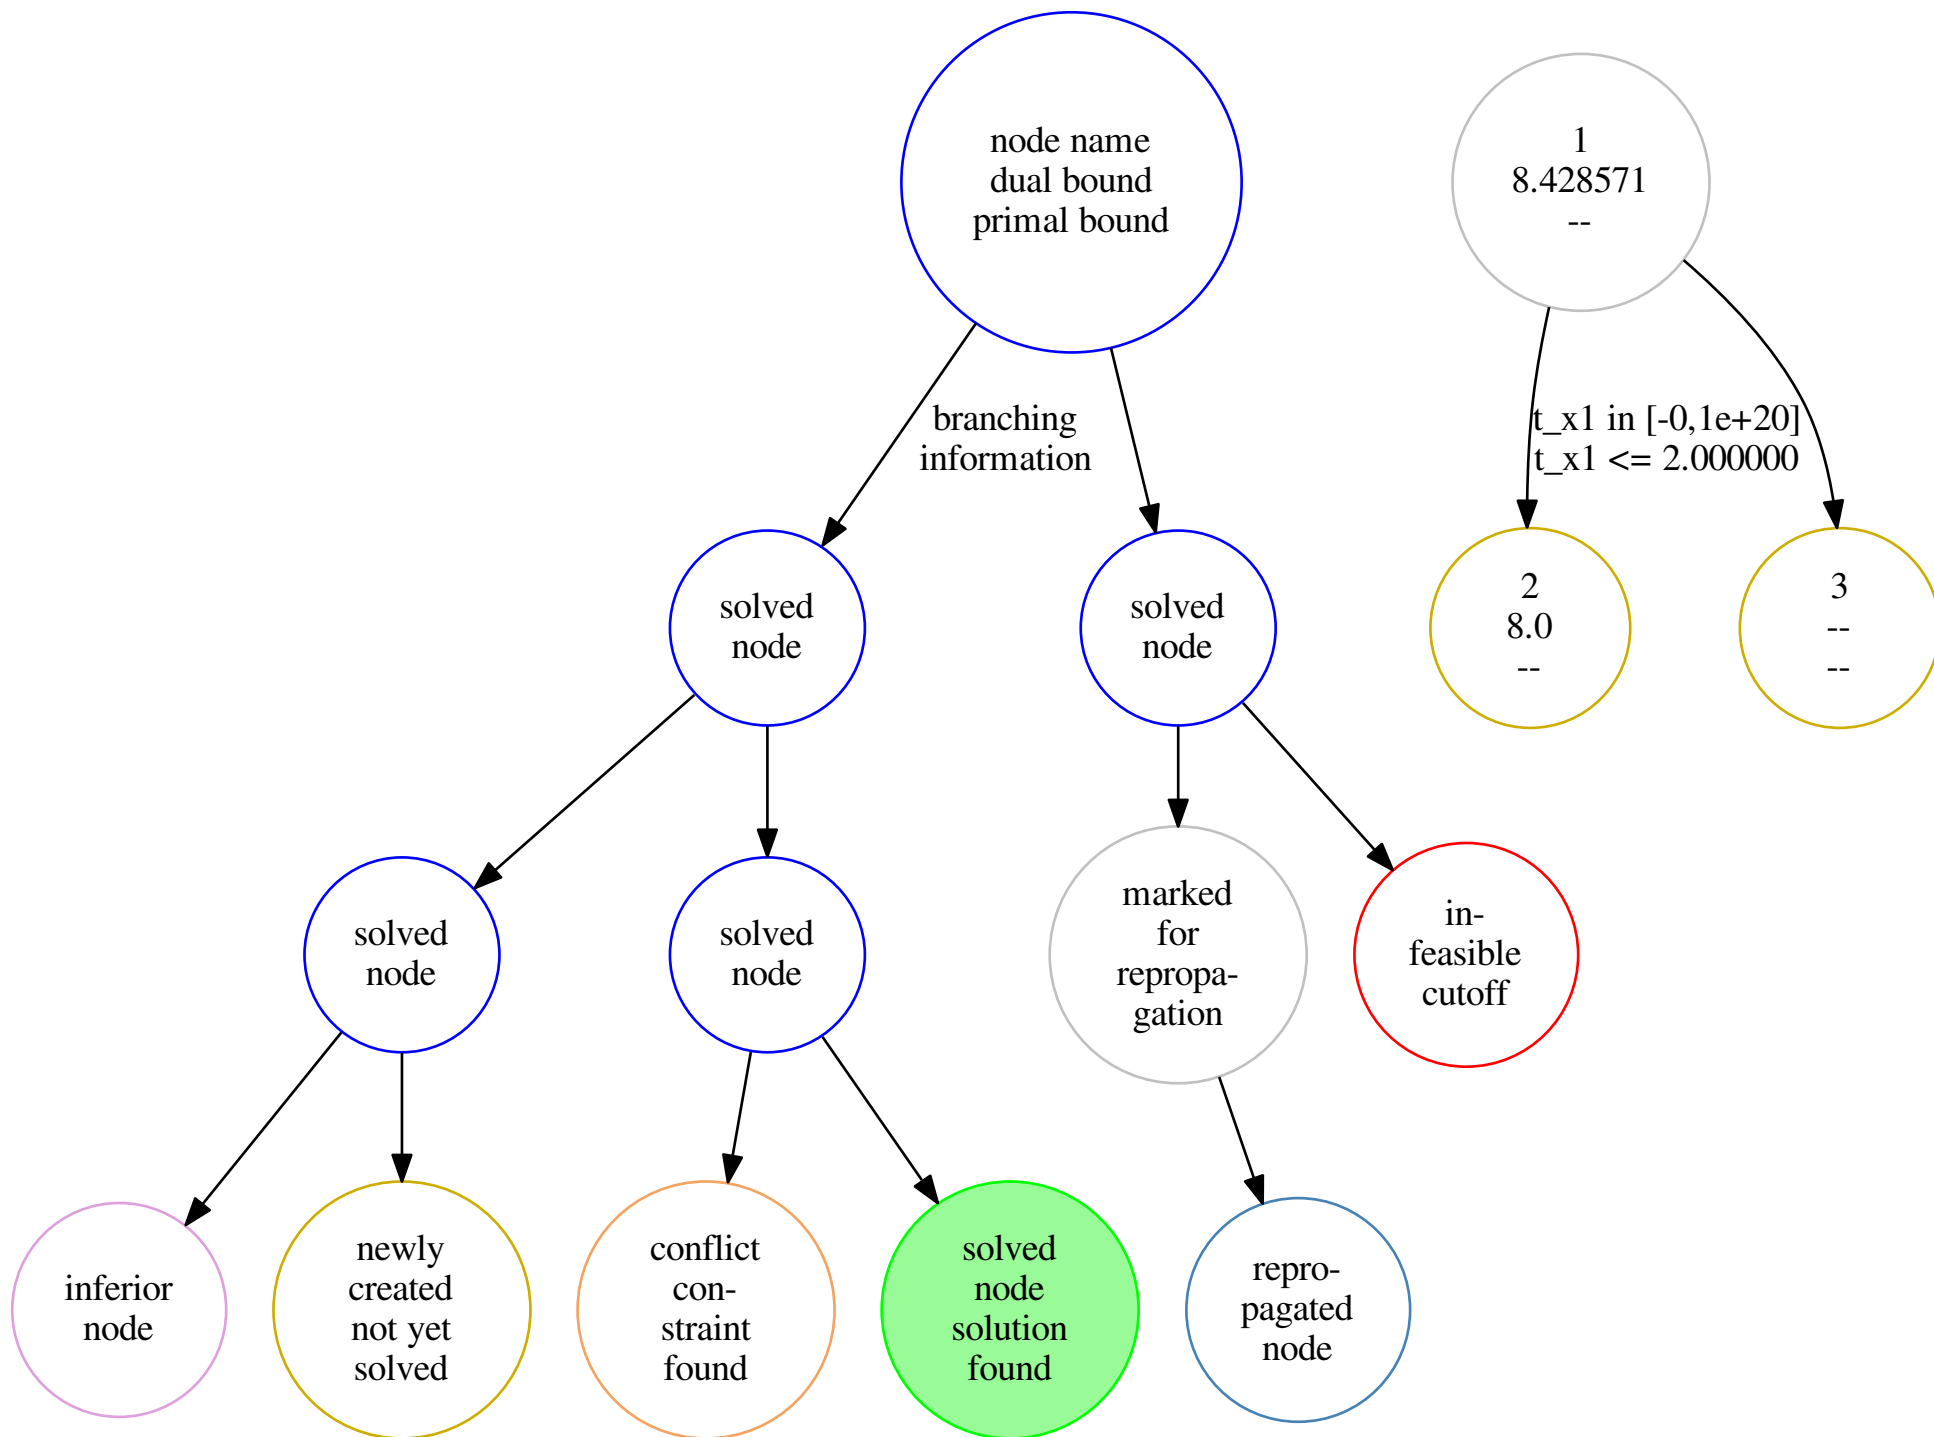 node name
dual bound
primal bound
1
8.428571
--
branching
information
t_x1 in [-0,1e+20]
t_x1 <= 2.000000
solved
node
solved
node
2
8.0
--
3
--
--
solved
node
solved
node
marked
for
repropa-
gation
in-
feasible
cutoff
inferior
node
newly
created
not yet
solved
conflict
con-
straint
found
solved
node
solution
found
repro-
pagated
node